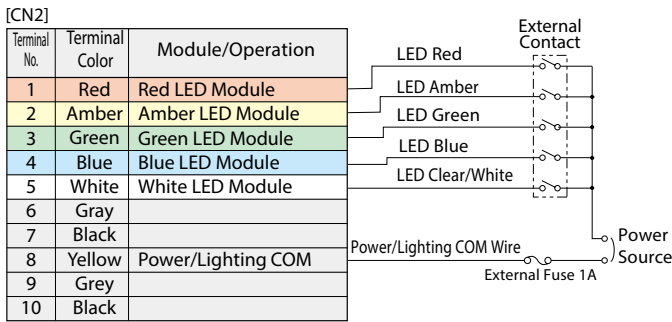 [CN2]
Terminal No. Terminal Color Module/Operation
1 Red Red LED Module
2 Amber Amber LED Module
3 Green Green LED Module
4 Blue Blue LED Module
5 White White LED Module
6 Gray
7 Black
8 Yellow Power/Lighting COM
9 Grey
10 Black
External
Contact
LED Red
LED Amber
LED Green
LED Blue
LED Clear/White
Power/Lighting COM Wire
External Fuse 1A
Power
Source